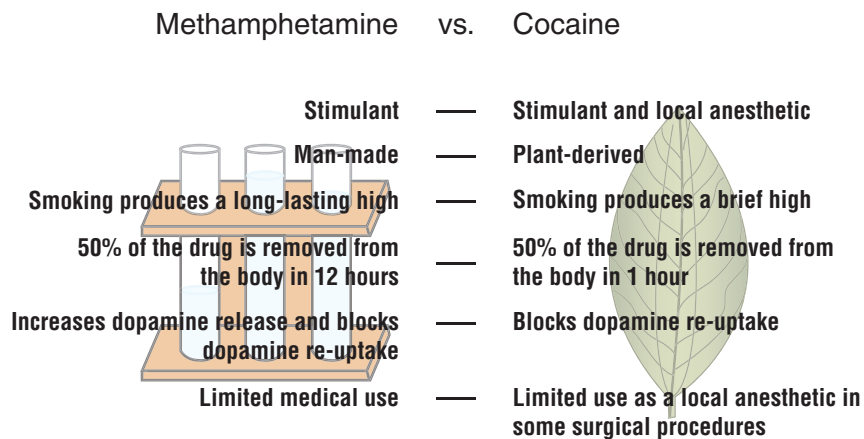 Methamphetamine vs. Cocaine
Stimulant — Stimulant and local anesthetic
Man-made — Plant-derived
Smoking produces a long-lasting high — Smoking produces a brief high
50% of the drug is removed from — 50% of the drug is removed from
the body in 12 hours the body in 1 hour
Increases dopamine release and blocks — Blocks dopamine re-uptake
dopamine re-uptake
Limited medical use — Limited use as a local anesthetic in
some surgical procedures